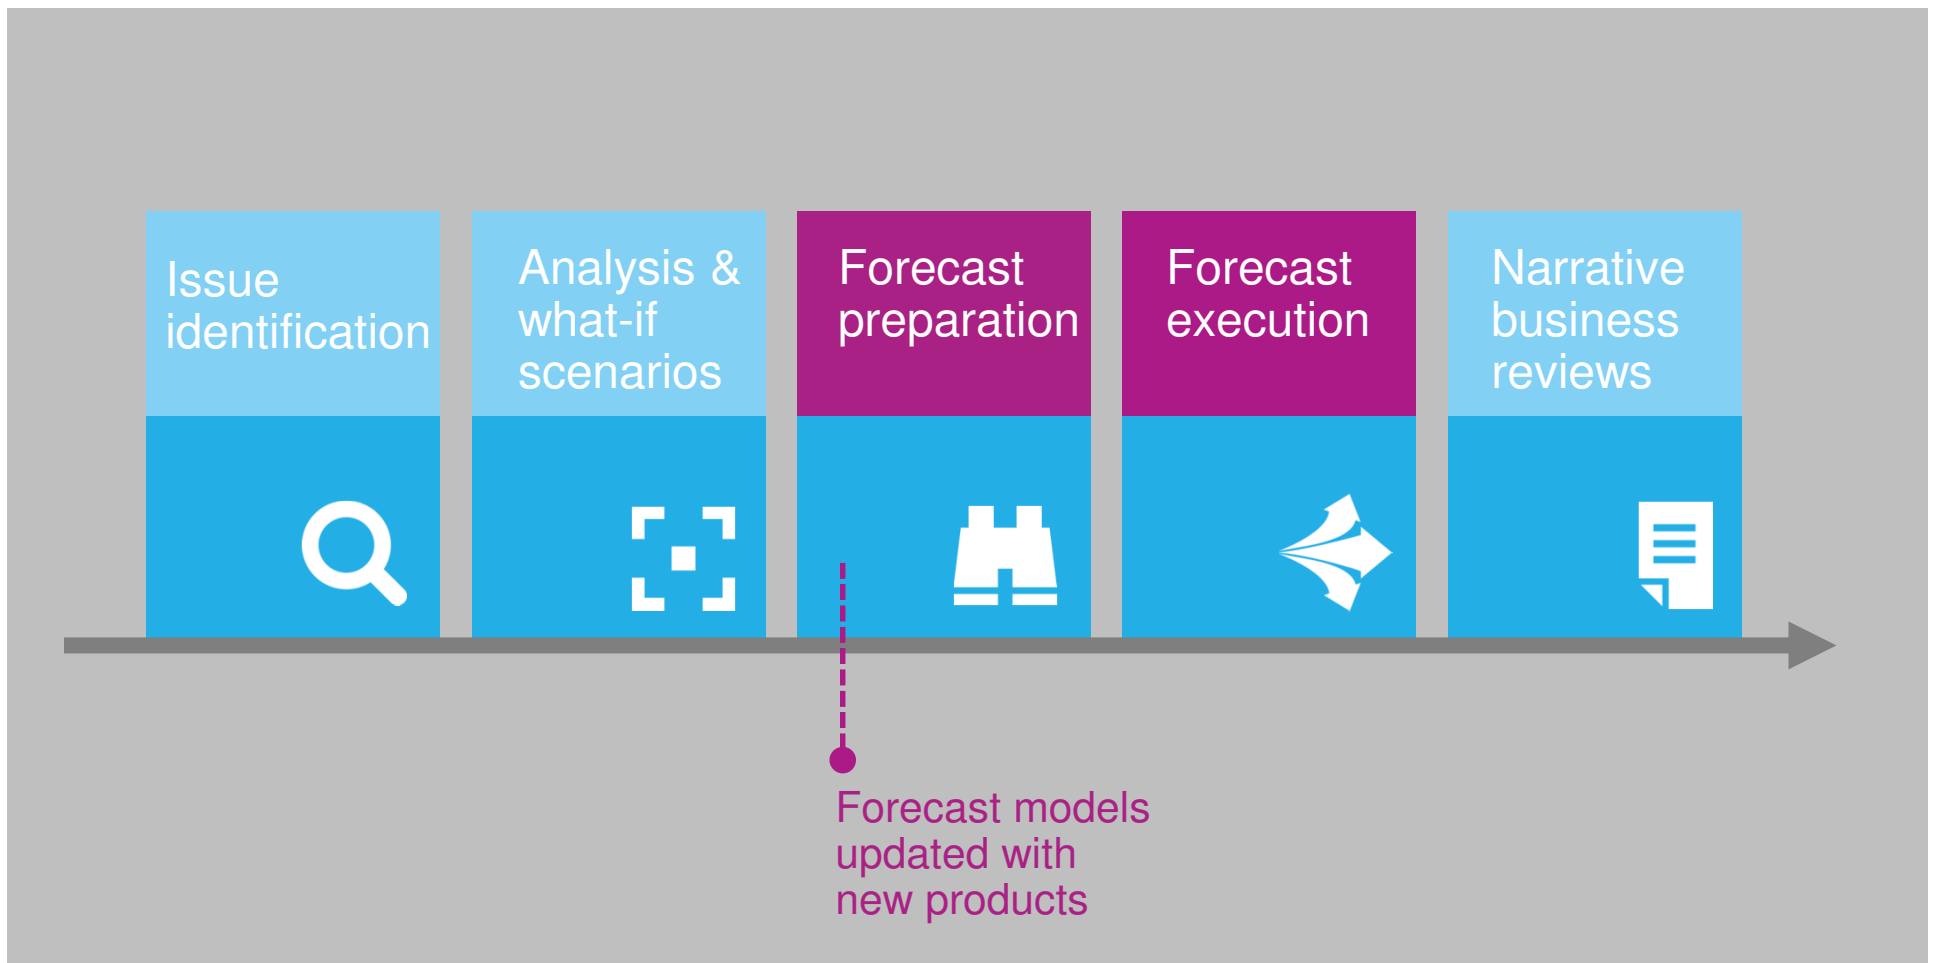 Issue
identification
Analysis &
what-if
scenarios
Forecast
preparation
Forecast
execution
Narrative
business
reviews
Forecast models
updated with
new products